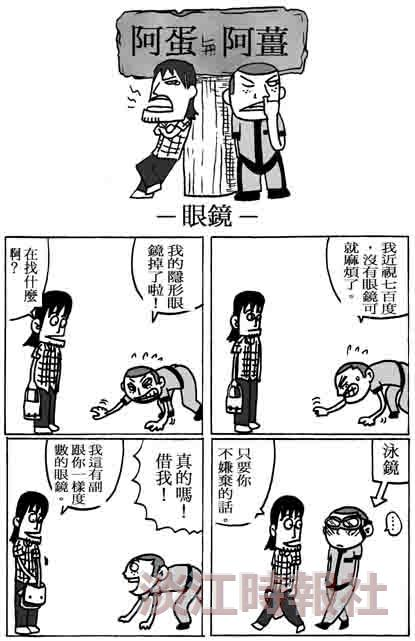 阿蛋與阿薑
—眼鏡—
在找什麼
啊?
我的隱形眼
鏡掉了啦!
我近視七百度
,沒有眼鏡可
就麻煩了。
我這有副
跟你一樣度
數的眼鏡。
真的嗎!
借我!
只要你
不嫌棄的話。
泳鏡
…
淡江時報社